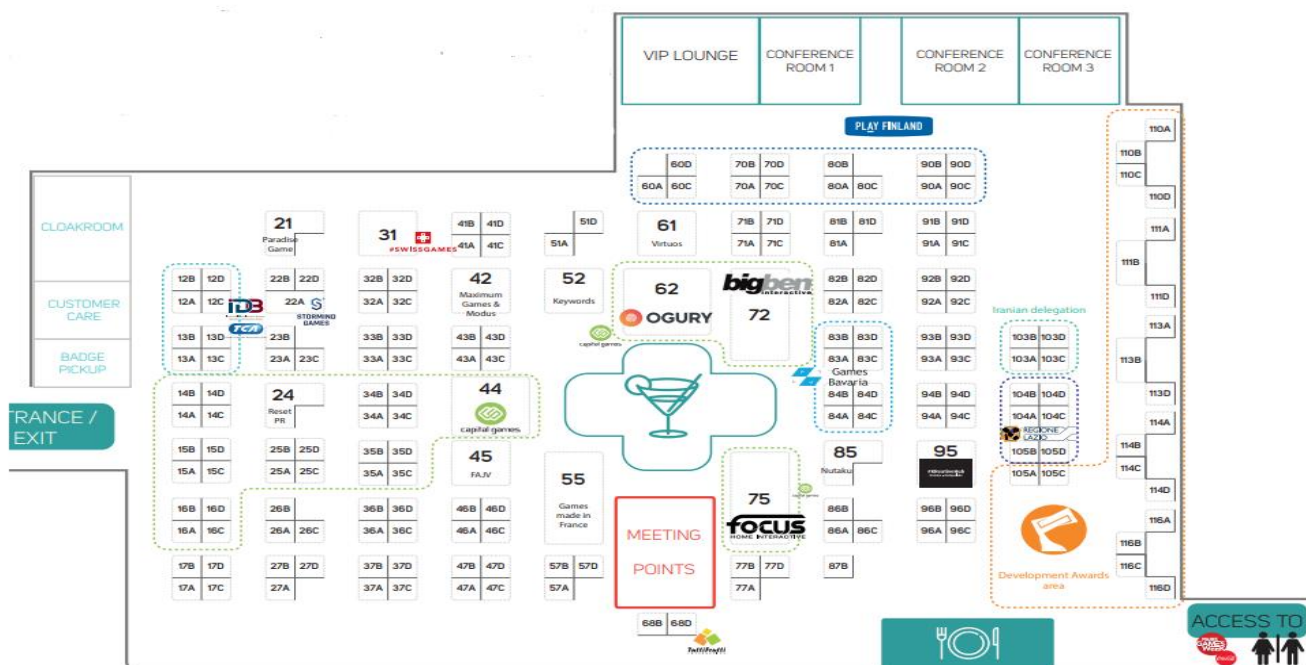 VIP LOUNGE
CONFERENCE
ROOM 1
CONFERENCE
ROOM 2
CONFERENCE
ROOM 3
PLAY FINLAND
110A
110B
110C
110D
60D 70B 70D 80B 90B 90D
60A 60C 70A 70C 80A 80C 90A 90C
CLOAKROOM
21
Paradise
Game
31
#SWISSGAMES
41B 41D
41A 41C
51D
51A
61
Virtuos
71B 71D
71A 71C
81B 81D
81A
91B 91D
91A 91C
111A
111B
111D
CUSTOMER
CARE
12B 12D
12A 12C
IDB
TCA
22B 22D
22A
STORMIND
GAMES
32B 32D
32A 32C
42
Maximum
Games &
Modus
52
Keywords
capital games
62
OGURY
bigben
interactive
72
82B 82D
82A 82C
92B 92D
92A 92C
Iranian delegation
BADGE
PICKUP
13B 13D
13A 13C
23B
23A 23C
33B 33D
33A 33C
43B 43D
43A 43C
83B 83D
83A 83C
Games
Bavaria
93B 93D
93A 93C
103B 103D
103A 103C
113A
113B
113D
TRANCE /
EXIT
14B 14D
14A 14C
24
Reset
PR
34B 34D
34A 34C
44
capital games
84B 84D
84A 84C
94B 94D
94A 94C
104B 104D
104A 104C
REGIONE
LAZIO
105B 105D
105A 105C
114A
114B
114C
114D
15B 15D
15A 15C
25B 25D
25A 25C
35B 35D
35A 35C
45
FAJV
55
Games
made in
France
75
capital games
FOCUS
HOME INTERACTIVE
85
Nutaku
95
16B 16D
16A 16C
26B
26A 26C
36B 36D
36A 36C
46B 46D
46A 46C
MEETING
POINTS
86B
86A 86C
96B 96D
96A 96C
Development Awards
area
116A
116B
116C
116D
17B 17D
17A 17C
27B 27D
27A
37B 37D
37A 37C
47B 47D
47A 47C
57B 57D
57A
77B 77D
77A
87B
68B 68D
TuttiFrutti
ACCESS TO
PARIS
GAMES
WEEK